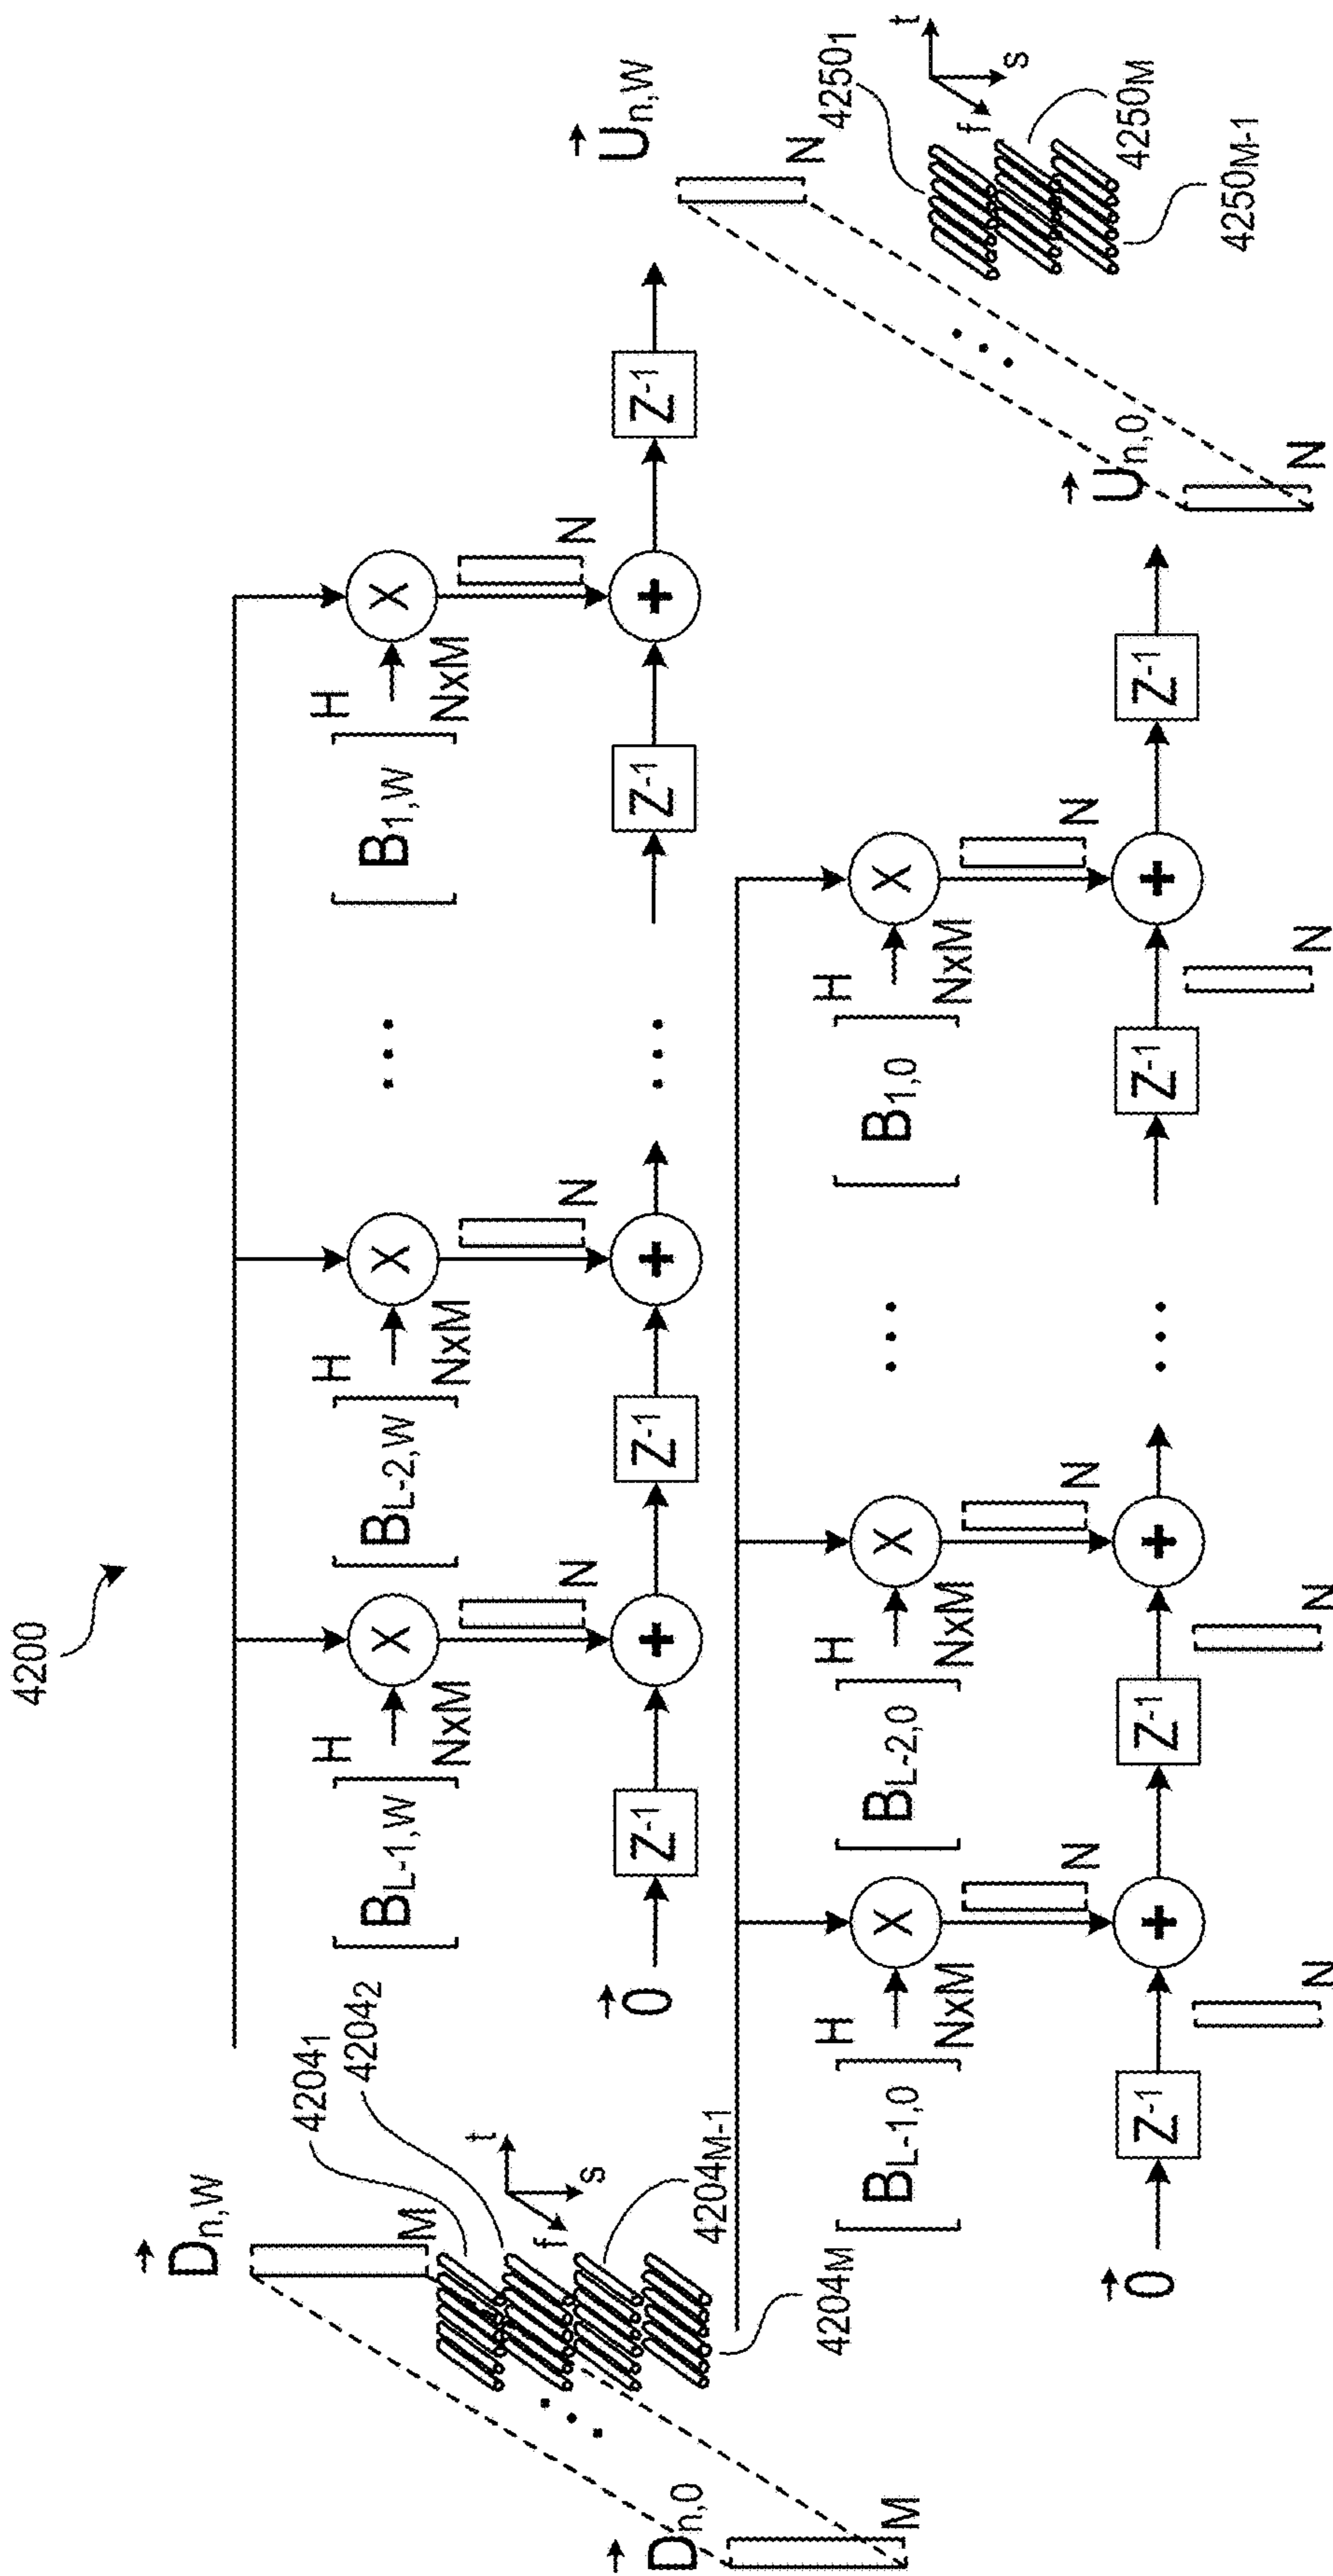 4200
D⃗n,W
M
4204₁
4204₂
t
s
f
4204M-1
4204M
D⃗n,0
M
[BL-1,W]H
NxM
X
N
[BL-2,W]H
NxM
X
N
...
[B1,W]H
NxM
X
N
0⃗
Z-1
+
Z-1
+
...
Z-1
+
Z-1
U⃗n,W
N
[BL-1,0]H
NxM
X
N
[BL-2,0]H
NxM
X
N
...
[B1,0]H
NxM
X
N
0⃗
Z-1
N
+
Z-1
N
+
...
Z-1
N
+
Z-1
U⃗n,0
N
...
t
s
f
4250₁
4250M
4250M-1